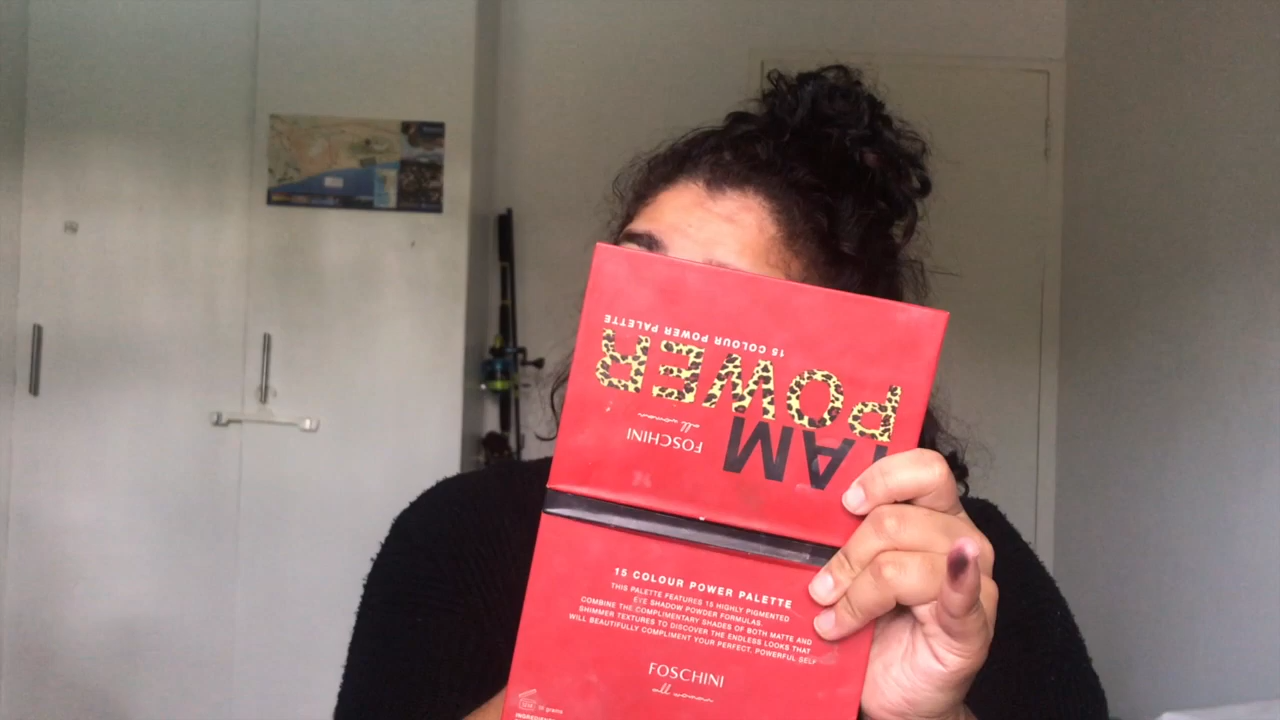 I AM
POWER
15 COLOUR POWER PALETTE
FOSCHINI
all woman
15 COLOUR POWER PALETTE
THIS PALETTE FEATURES 15 HIGHLY PIGMENTED
EYE SHADOW POWDER FORMULAS.
COMBINE THE COMPLIMENTARY SHADES OF BOTH MATTE AND
SHIMMER TEXTURES TO DISCOVER THE ENDLESS LOOKS THAT
WILL BEAUTIFULLY COMPLIMENT YOUR PERFECT, POWERFUL SELF
FOSCHINI
all woman